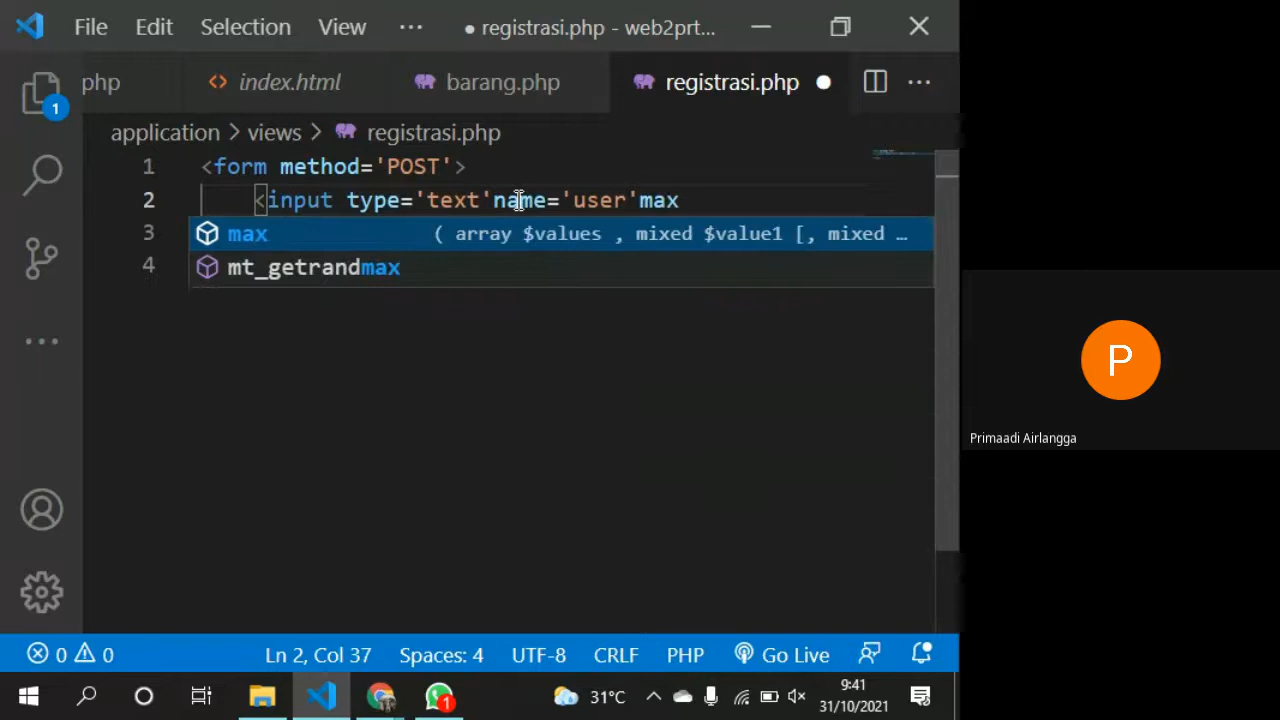 File Edit Selection View ··· ● registrasi.php - web2prt...
php <> index.html barang.php registrasi.php ● ···
1
application > views > registrasi.php
1 <form method='POST'>
2 <input type='text'name='user'max
3 max ( array $values , mixed $value1 [, mixed …
4 mt_getrandmax
P
Primaadi Airlangga
0 0 Ln 2, Col 37 Spaces: 4 UTF-8 CRLF PHP Go Live
1 31°C 9:41
31/10/2021